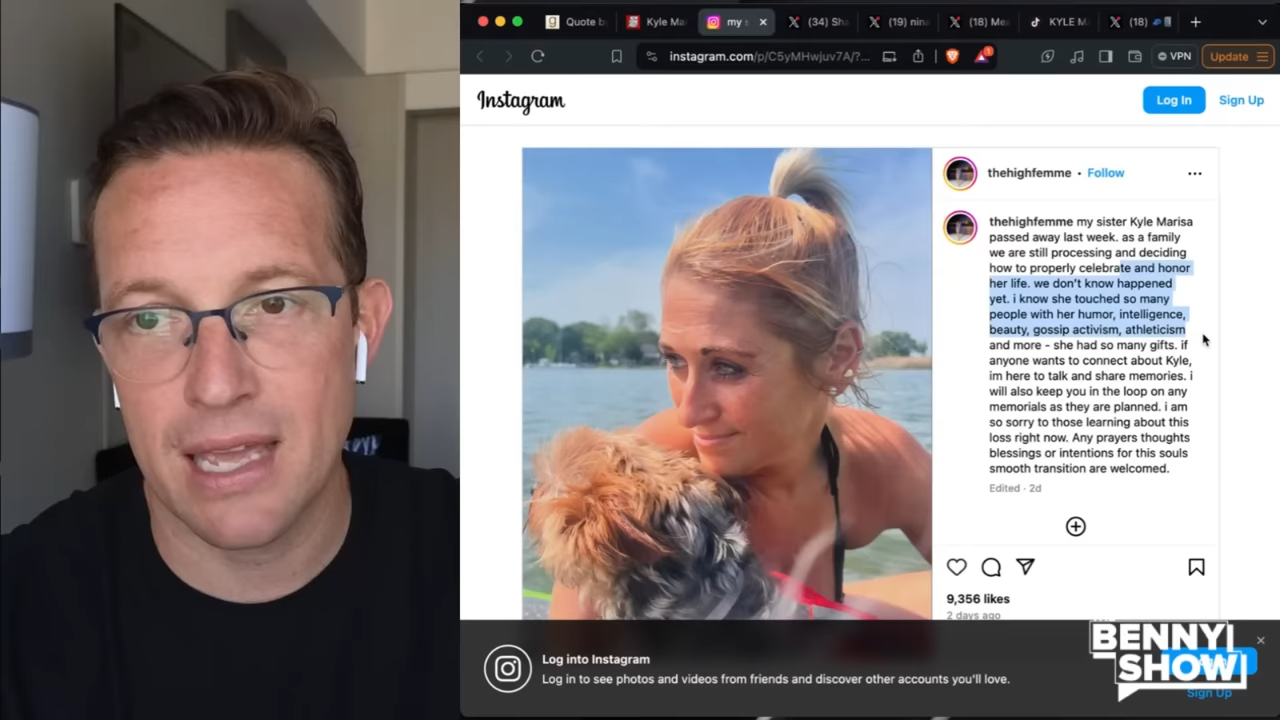 Quote b
Kyle Ma
my s
(34) Sha
(19) nina
(18) Mea
KYLE M
(18)
instagram.com/p/C5yMHwjuv7A/?...
1
VPN
Update
Instagram
Log In
Sign Up
thehighfemme • Follow
thehighfemme my sister Kyle Marisa
passed away last week. as a family
we are still processing and deciding
how to properly celebrate and honor
her life. we don't know happened
yet. i know she touched so many
people with her humor, intelligence,
beauty, gossip activism, athleticism
and more - she had so many gifts. if
anyone wants to connect about Kyle,
im here to talk and share memories. i
will also keep you in the loop on any
memorials as they are planned. i am
so sorry to those learning about this
loss right now. Any prayers thoughts
blessings or intentions for this souls
smooth transition are welcomed.
Edited · 2d
9,356 likes
2 days ago
Log into Instagram
Log in to see photos and videos from friends and discover other accounts you'll love.
Sign Up
BENNY
SHOW